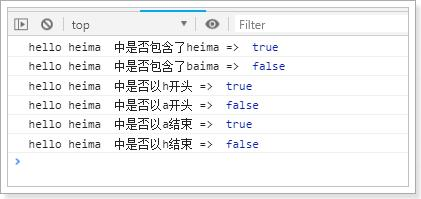 top Filter
hello heima 中是否包含了heima => true
hello heima 中是否包含了baima => false
hello heima 中是否以h开头 => true
hello heima 中是否以a开头 => false
hello heima 中是否以a结束 => true
hello heima 中是否以h结束 => false